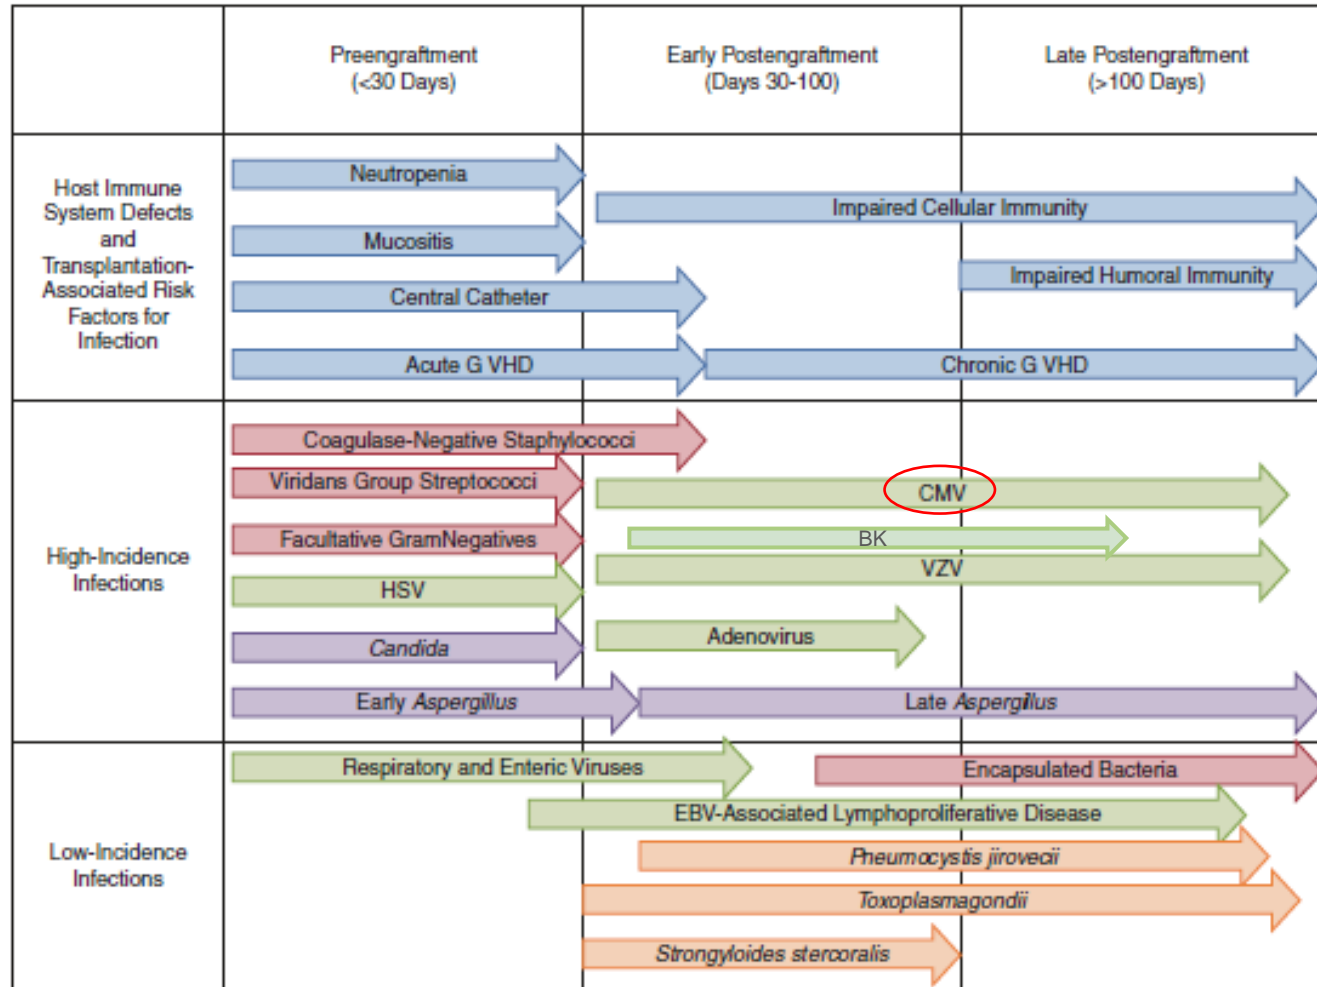 Preengraftment
(<30 Days)
Early Postengraftment
(Days 30-100)
Late Postengraftment
(>100 Days)
Host Immune
System Defects
and
Transplantation-
Associated Risk
Factors for
Infection
Neutropenia
Impaired Cellular Immunity
Mucositis
Impaired Humoral Immunity
Central Catheter
Acute G VHD
Chronic G VHD
High-Incidence
Infections
Coagulase-Negative Staphylococci
Viridans Group Streptococci
CMV
Facultative GramNegatives
BK
VZV
HSV
Adenovirus
Candida
Early Aspergillus
Late Aspergillus
Low-Incidence
Infections
Respiratory and Enteric Viruses
Encapsulated Bacteria
EBV-Associated Lymphoproliferative Disease
Pneumocystis jirovecii
Toxoplasmagondii
Strongyloides stercoralis